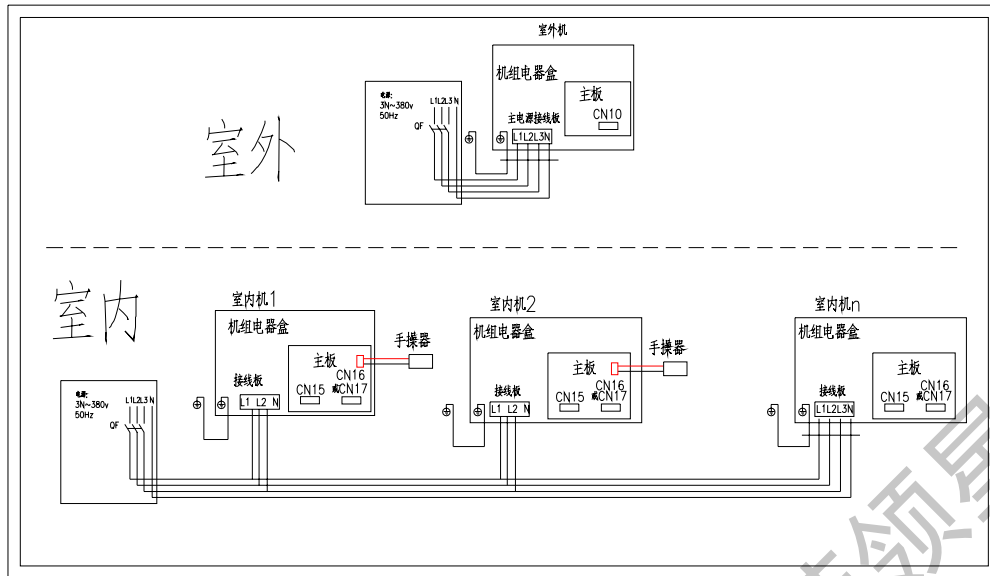 室外机
机组电器盒
主板
CN10
电源:
3N~380v
50Hz
L1L2L3 N
QF
主电源接线板
L1L2L3N
室外
室内
室内机1
机组电器盒
主板
CN16
CN15 或CN17
手操器
接线板
L1 L2 N
室内机2
机组电器盒
主板
CN16
CN15 或CN17
手操器
接线板
L1 L2 N
室内机n
机组电器盒
主板
CN16
CN15 或CN17
接线板
L1L2L3N
电源:
3N~380v
50Hz
L1L2L3 N
QF
领